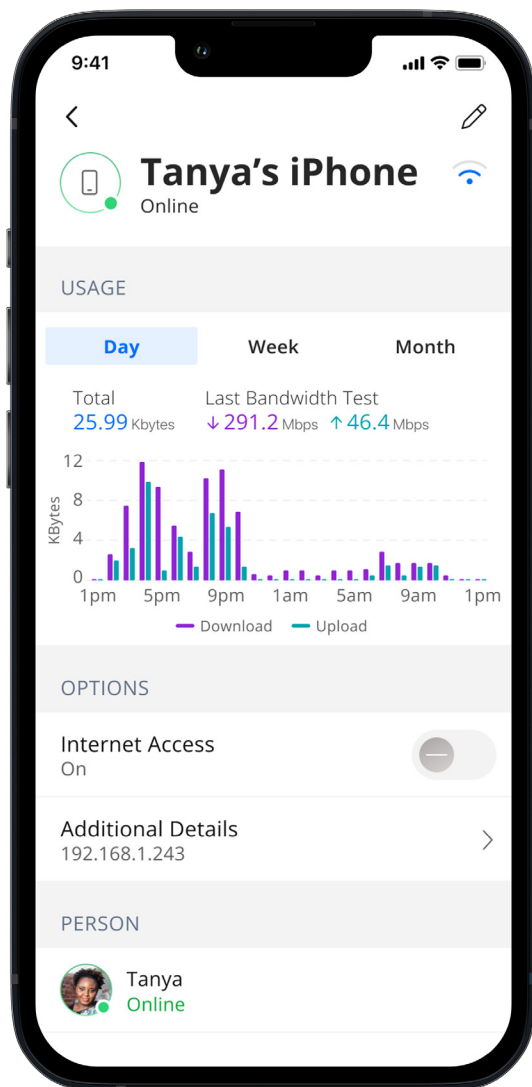 9:41
Tanya's iPhone
Online
USAGE
Day Week Month
Total Last Bandwidth Test
25.99 Kbytes ↓ 291.2 Mbps ↑ 46.4 Mbps
KBytes
12
8
4
0
1pm 5pm 9pm 1am 5am 9am 1pm
Download Upload
OPTIONS
Internet Access
On
Additional Details
192.168.1.243
PERSON
Tanya
Online